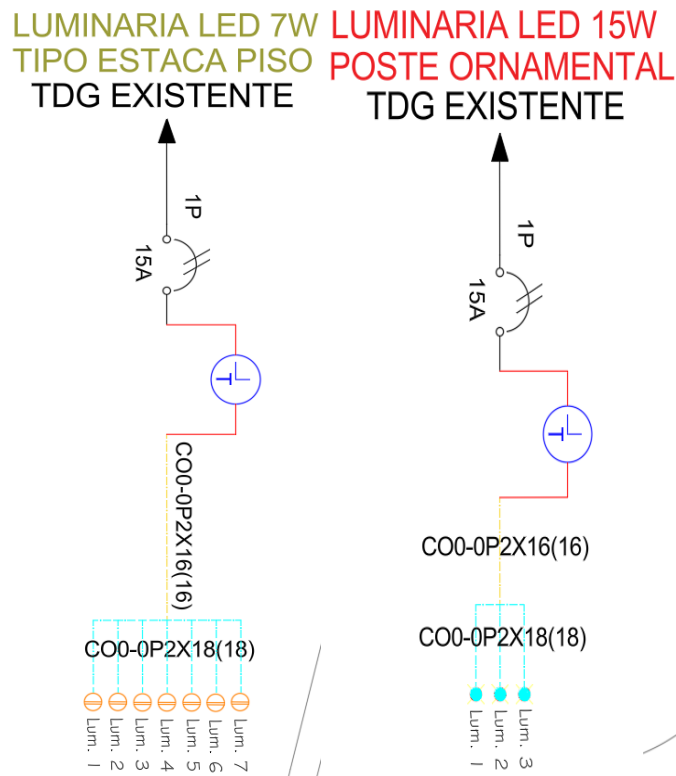 LUMINARIA LED 7W
TIPO ESTACA PISO
TDG EXISTENTE
1P
15A
T
CO0-0P2X16(16)
CO0-0P2X18(18)
Lum. 1
Lum. 2
Lum. 3
Lum. 4
Lum. 5
Lum. 6
Lum. 7
LUMINARIA LED 15W
POSTE ORNAMENTAL
TDG EXISTENTE
1P
15A
T
CO0-0P2X16(16)
CO0-0P2X18(18)
Lum. 1
Lum. 2
Lum. 3